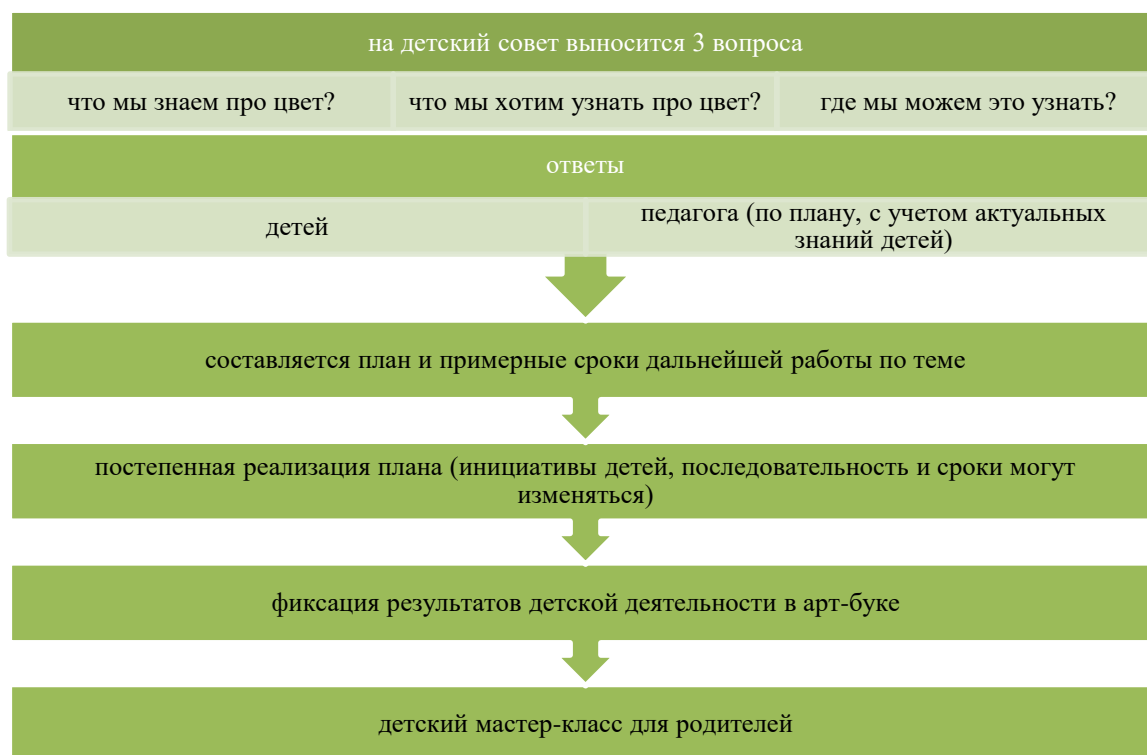 на детский совет выносится 3 вопроса
что мы знаем про цвет?
что мы хотим узнать про цвет?
где мы можем это узнать?
ответы
детей
педагога (по плану, с учетом актуальных
знаний детей)
составляется план и примерные сроки дальнейшей работы по теме
постепенная реализация плана (инициативы детей, последовательность и сроки могут
изменяться)
фиксация результатов детской деятельности в арт-буке
детский мастер-класс для родителей